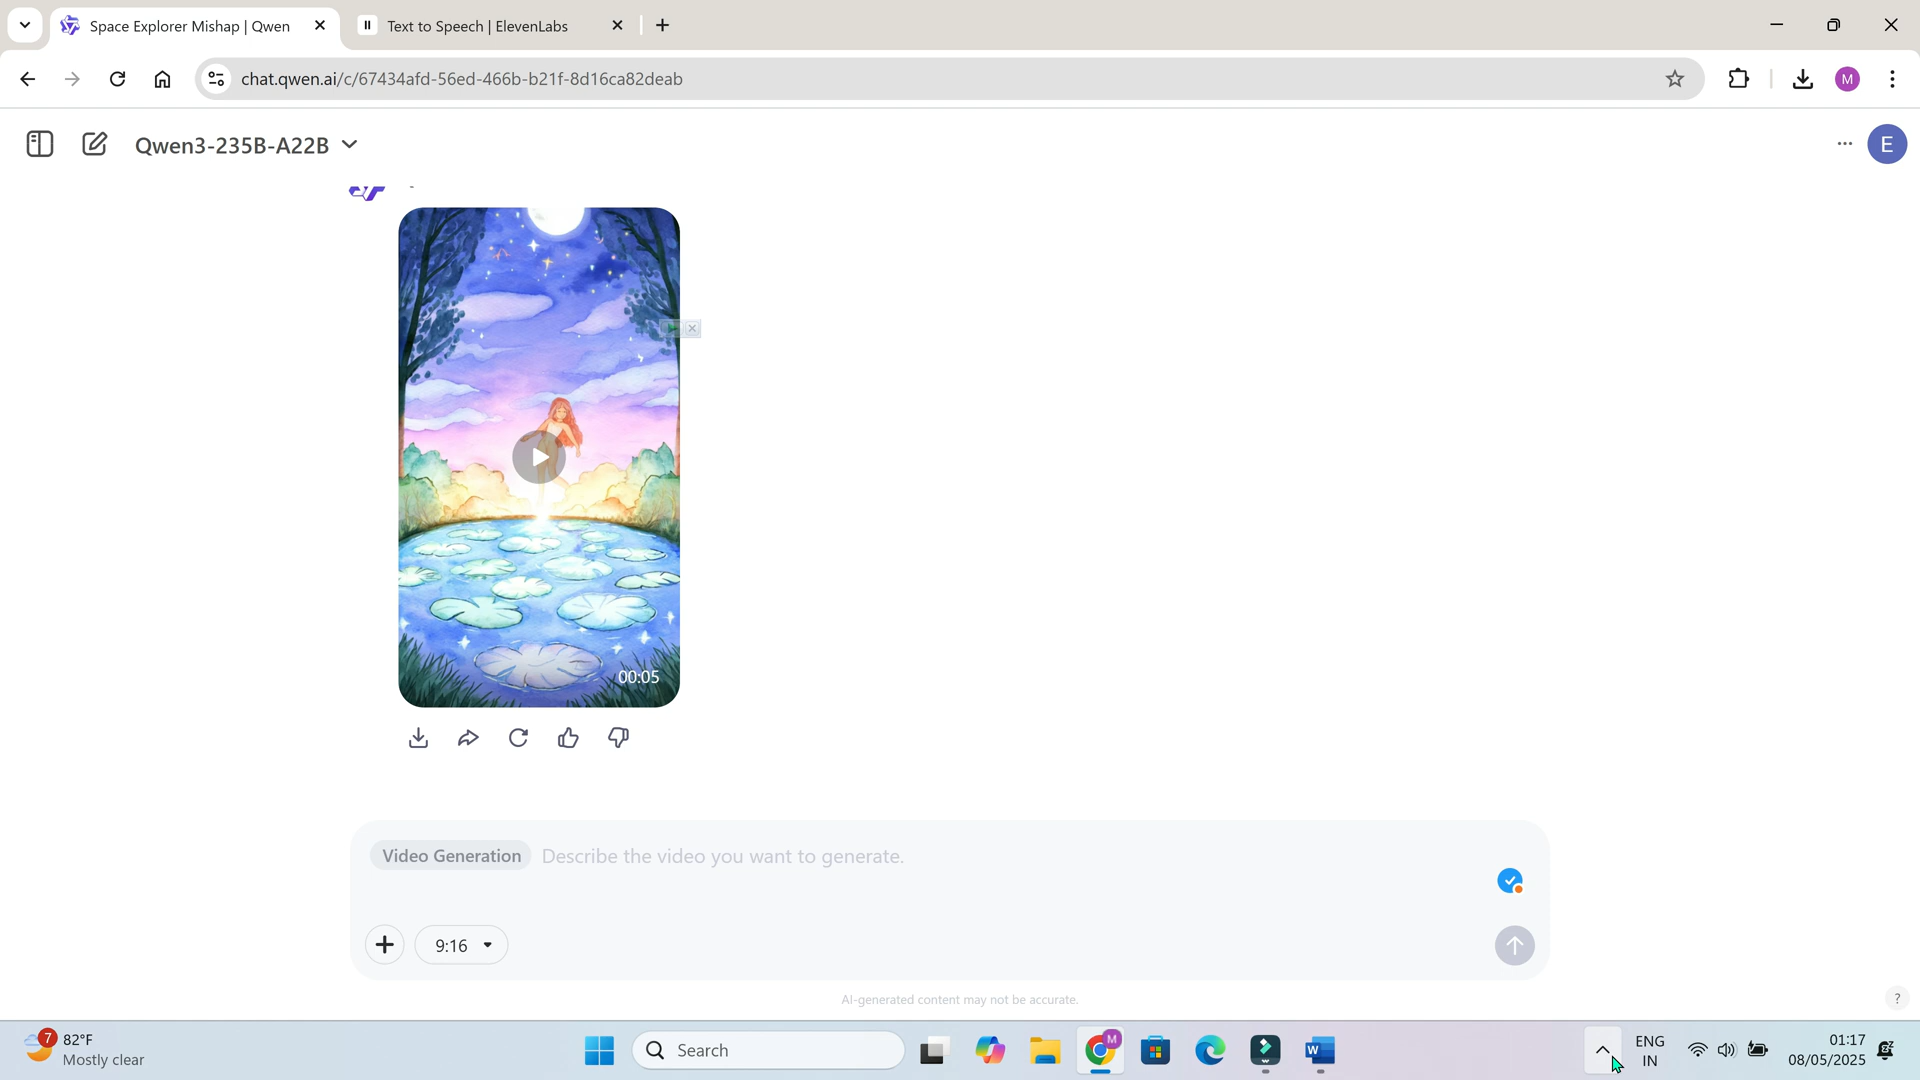 Space Explorer Mishap | Qwen
Text to Speech | ElevenLabs
chat.qwen.ai/c/67434afd-56ed-466b-b21f-8d16ca82deab
M
Qwen3-235B-A22B
E
00:05
Video Generation Describe the video you want to generate.
9:16
AI-generated content may not be accurate.
?
7
82°F
Mostly clear
Search
M
W
ENG
IN
01:17
08/05/2025